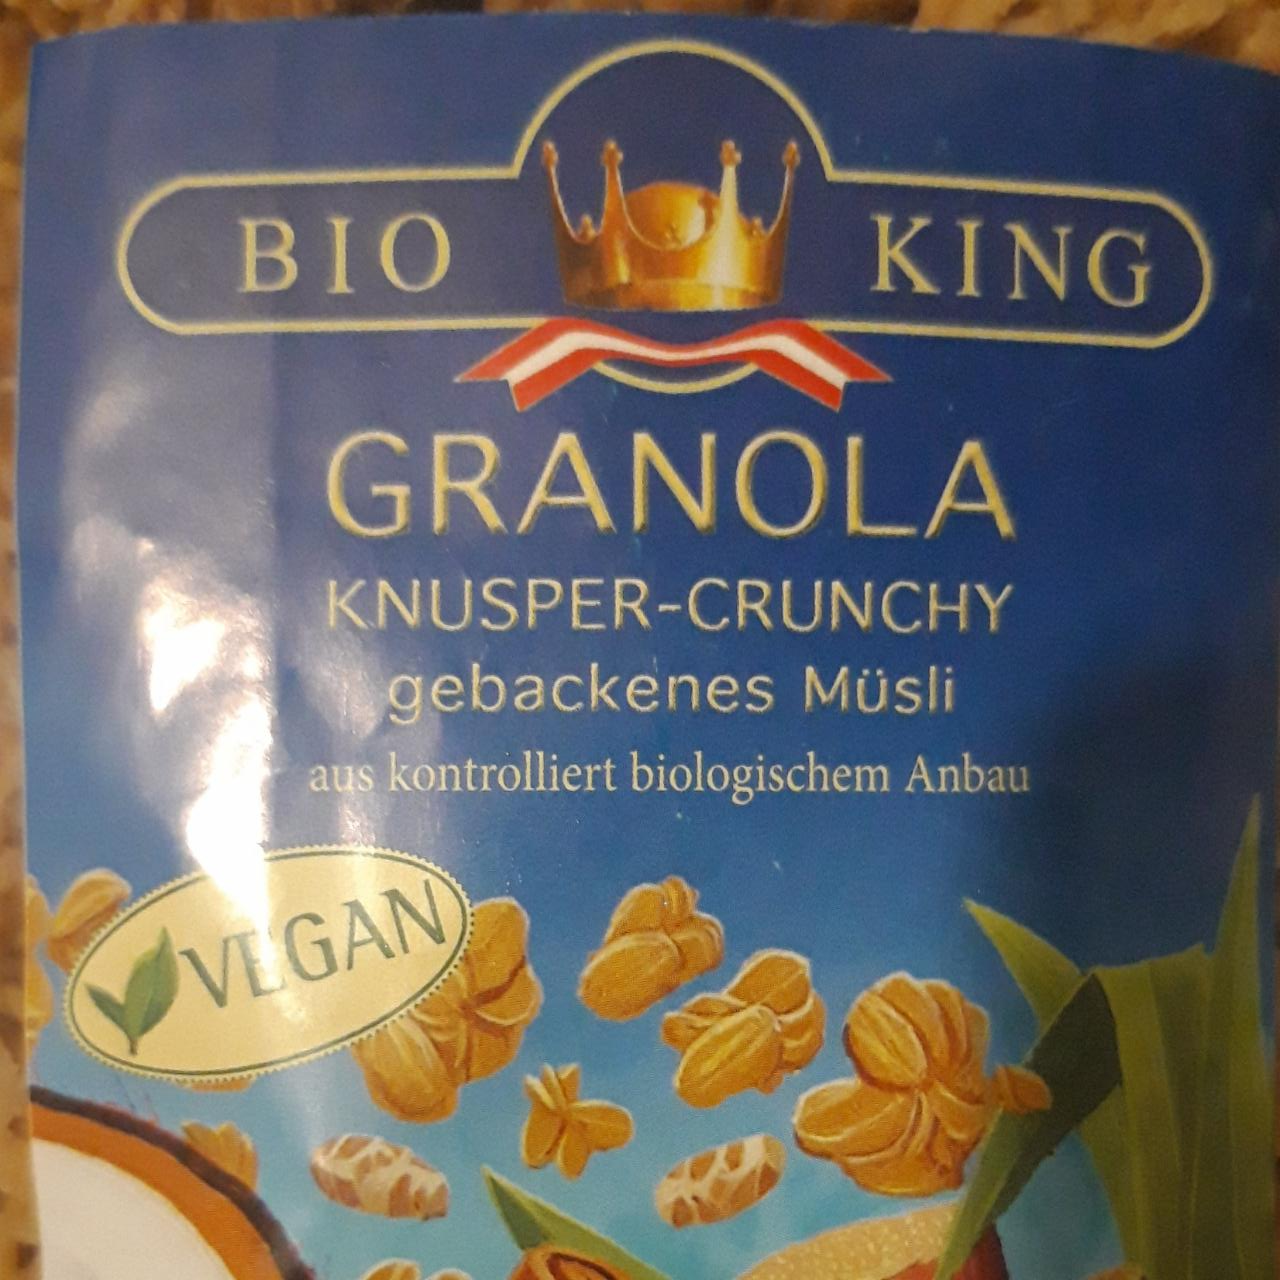 BIO KING
GRANOLA
KNUSPER-CRUNCHY
gebackenes Müsli
aus kontrolliert biologischem Anbau
VEGAN